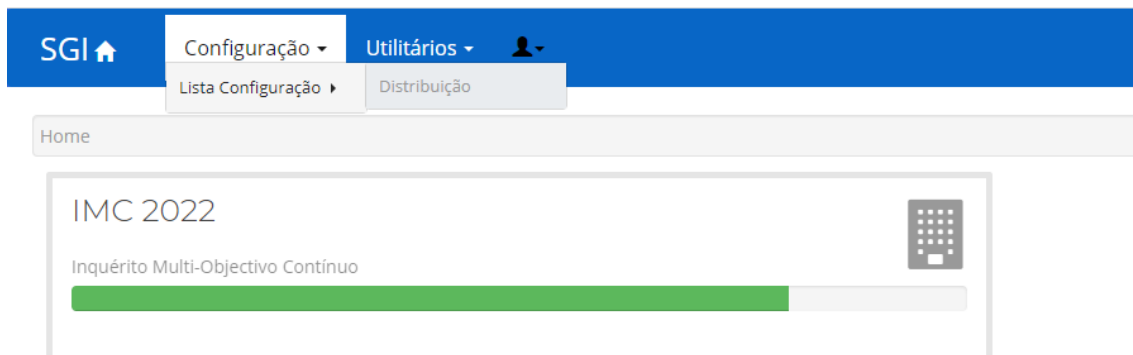 SGI Configuração Utilitários
Lista Configuração Distribuição
Home
IMC 2022
Inquérito Multi-Objectivo Contínuo